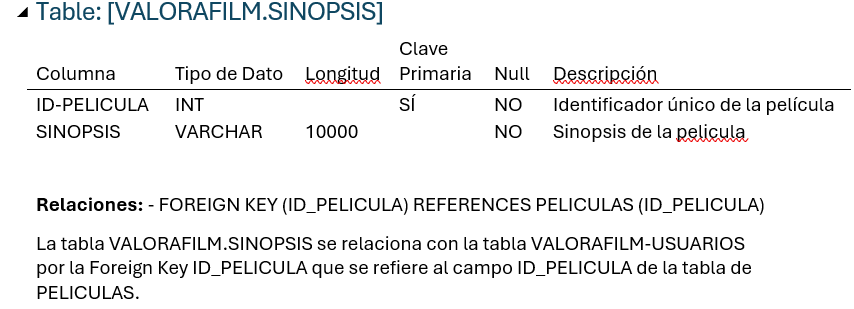 Table: [VALORAFILM.SINOPSIS]
Columna Tipo de Dato Longitud Clave Primaria Null Descripción
ID-PELICULA INT SÍ NO Identificador único de la película
SINOPSIS VARCHAR 10000 NO Sinopsis de la pelicula
Relaciones: - FOREIGN KEY (ID_PELICULA) REFERENCES PELICULAS (ID_PELICULA)
La tabla VALORAFILM.SINOPSIS se relaciona con la tabla VALORAFILM-USUARIOS
por la Foreign Key ID_PELICULA que se refiere al campo ID_PELICULA de la tabla de
PELICULAS.